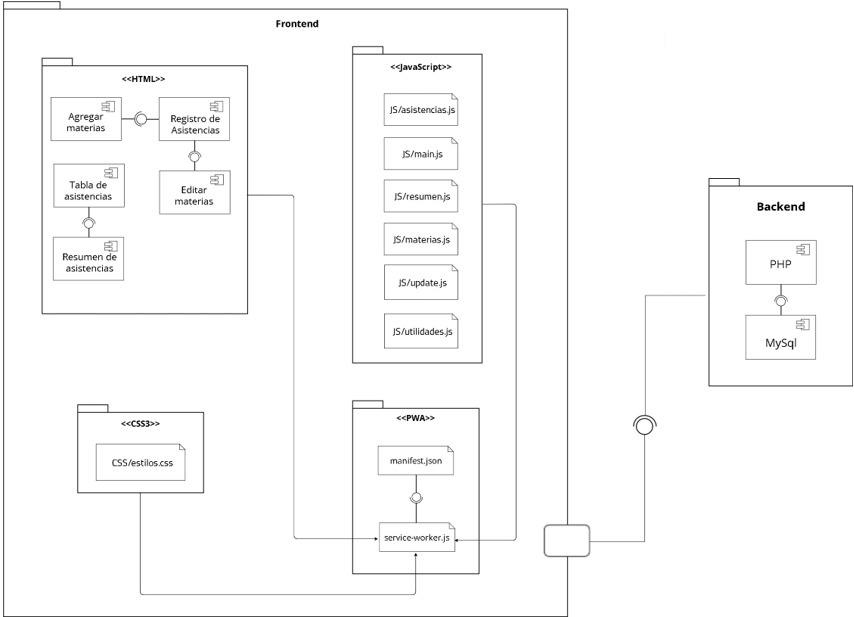 Frontend
<<HTML>>
Agregar
materias
Registro de
Asistencias
Tabla de
asistencias
Editar
materias
Resumen de
asistencias
<<JavaScript>>
JS/asistencias.js
JS/main.js
JS/resumen.js
JS/materias.js
JS/update.js
JS/utilidades.js
<<CSS3>>
CSS/estilos.css
<<PWA>>
manifest.json
service-worker.js
Backend
PHP
MySql